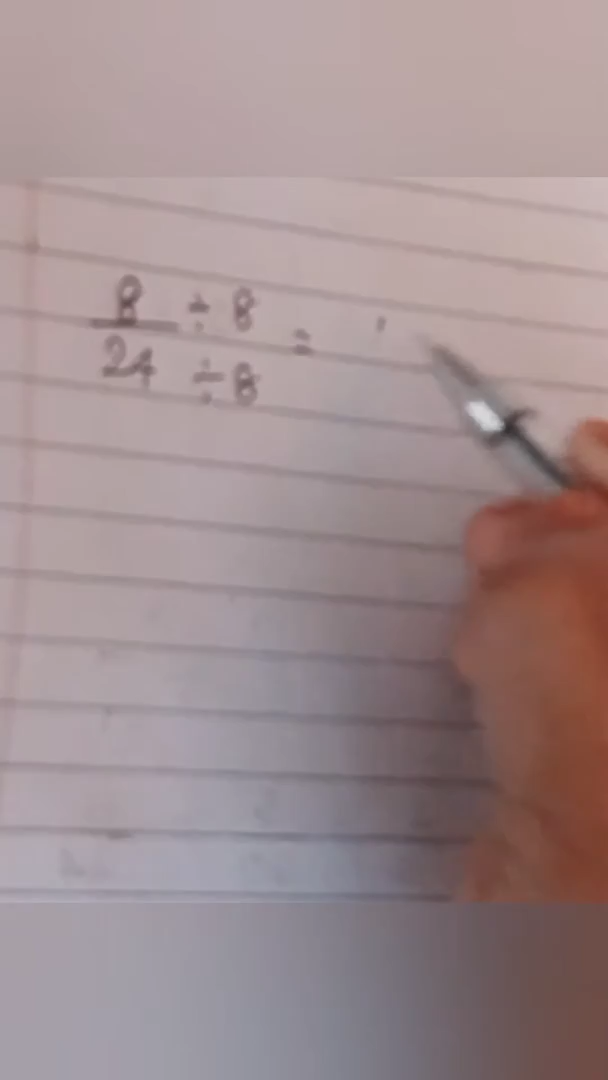 8 ÷ 8 =
24 ÷ 8